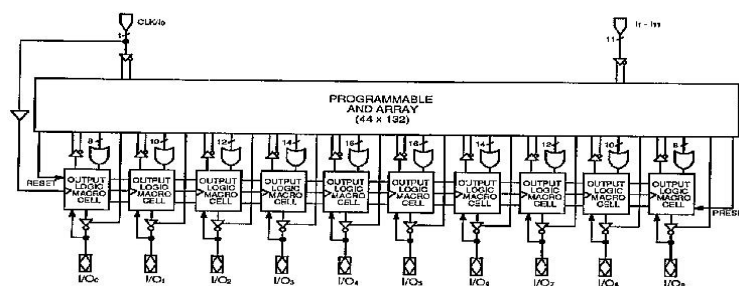 CLK/I0
1
I1 - I11
11
PROGRAMMABLE
AND ARRAY
(44 x 132)
8 10 12 14 16 16 14 12 10 8
RESET
OUTPUT LOGIC MACRO CELL
OUTPUT LOGIC MACRO CELL
OUTPUT LOGIC MACRO CELL
OUTPUT LOGIC MACRO CELL
OUTPUT LOGIC MACRO CELL
OUTPUT LOGIC MACRO CELL
OUTPUT LOGIC MACRO CELL
OUTPUT LOGIC MACRO CELL
OUTPUT LOGIC MACRO CELL
OUTPUT LOGIC MACRO CELL
PRESET
I/O0 I/O1 I/O2 I/O3 I/O4 I/O5 I/O6 I/O7 I/O8 I/O9